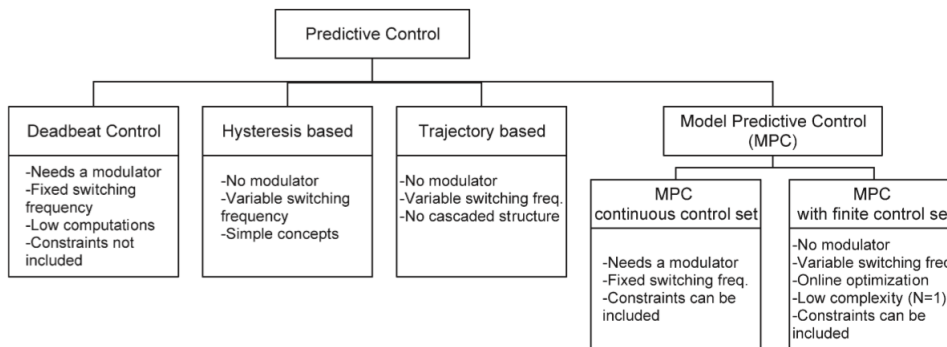 Predictive Control
Deadbeat Control
-Needs a modulator
-Fixed switching
frequency
-Low computations
-Constraints not
included
Hysteresis based
-No modulator
-Variable switching
frequency
-Simple concepts
Trajectory based
-No modulator
-Variable switching freq.
-No cascaded structure
Model Predictive Control
(MPC)
MPC
continuous control set
-Needs a modulator
-Fixed switching freq.
-Constraints can be
included
MPC
with finite control se
-No modulator
-Variable switching freq
-Online optimization
-Low complexity (N=1)
-Constraints can be
included